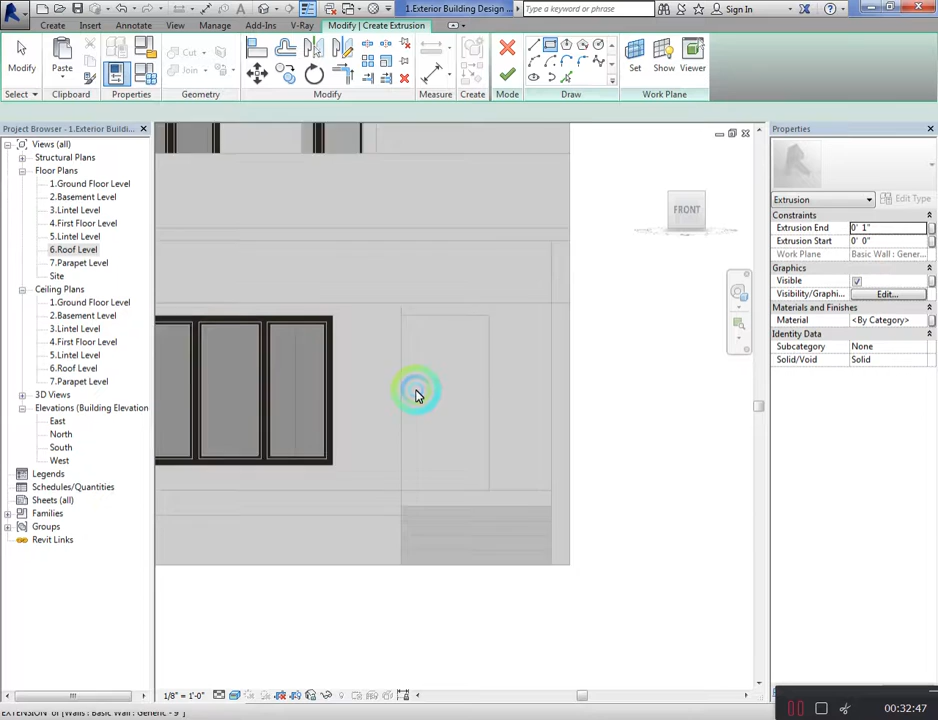 1.Exterior Building Design ...
Type a keyword or phrase
Sign In
Create
Insert
Annotate
View
Manage
Add-Ins
V-Ray
Modify | Create Extrusion
Modify
Paste
Cut
Join
Set
Show
Viewer
Select
Clipboard
Properties
Geometry
Modify
Measure
Create
Mode
Draw
Work Plane
Project Browser - 1.Exterior Buildi...
Views (all)
Structural Plans
Floor Plans
1.Ground Floor Level
2.Basement Level
3.Lintel Level
4.First Floor Level
5.Lintel Level
6.Roof Level
7.Parapet Level
Site
Ceiling Plans
1.Ground Floor Level
2.Basement Level
3.Lintel Level
4.First Floor Level
5.Lintel Level
6.Roof Level
7.Parapet Level
3D Views
Elevations (Building Elevation
East
North
South
West
Legends
Schedules/Quantities
Sheets (all)
Families
Groups
Revit Links
FRONT
Properties
Extrusion
Edit Type
Constraints
Extrusion End 0' 1"
Extrusion Start 0' 0"
Work Plane Basic Wall : Gener...
Graphics
Visible
Visibility/Graphi... Edit...
Materials and Finishes
Material <By Category>
Identity Data
Subcategory None
Solid/Void Solid
1/8" = 1'-0"
EXTENSION of [Walls : Basic Wall : Generic - 9"]
00:32:47